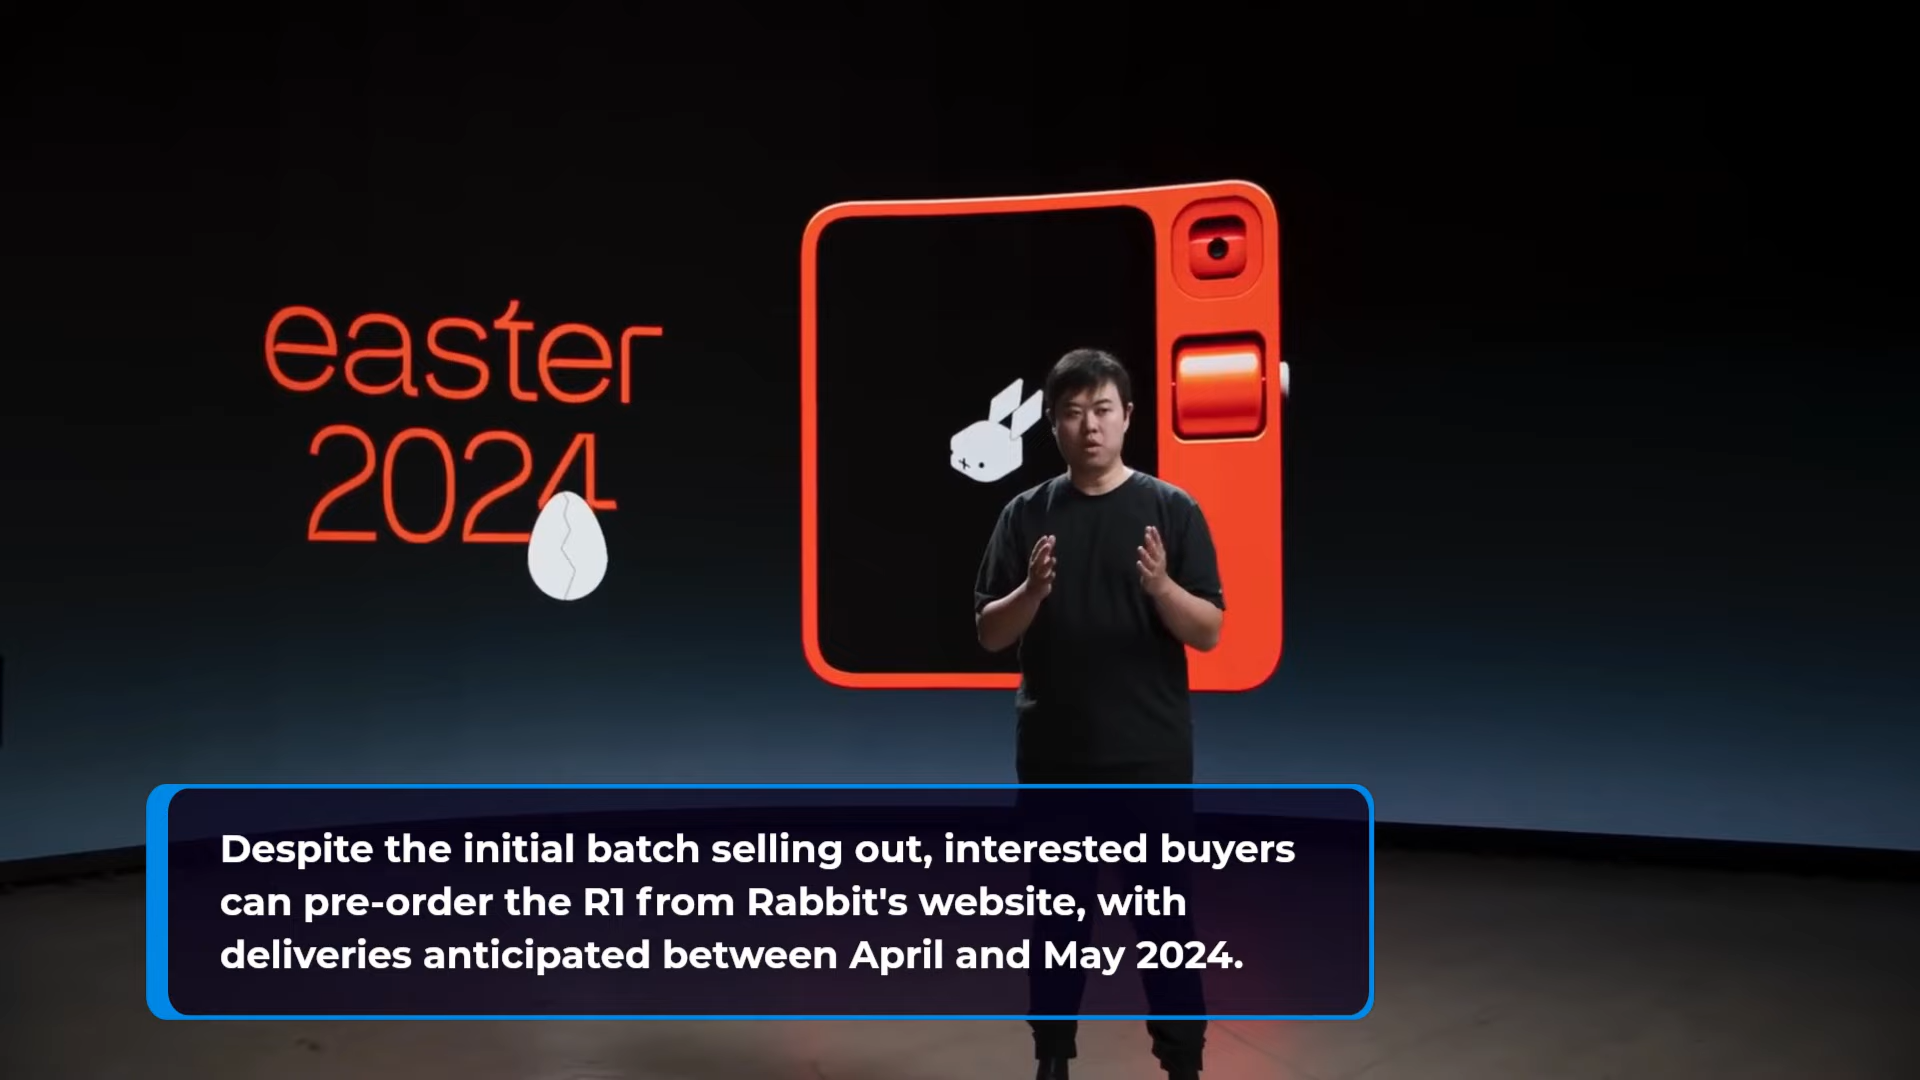 easter
2024
Despite the initial batch selling out, interested buyers
can pre-order the R1 from Rabbit's website, with
deliveries anticipated between April and May 2024.